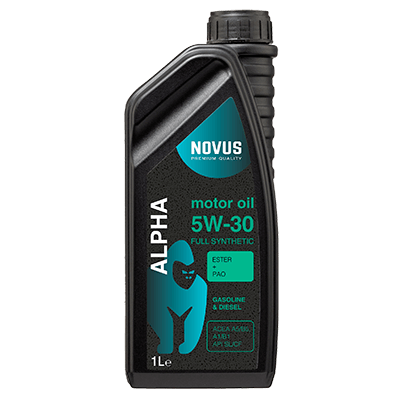 NOVUS
PREMIUM QUALITY
ALPHA
motor oil
5W-30
FULL SYNTHETIC
ESTER
+
PAO
GASOLINE
& DIESEL
ACEA A5/B5
A1/B1
API SL/CF
1Le